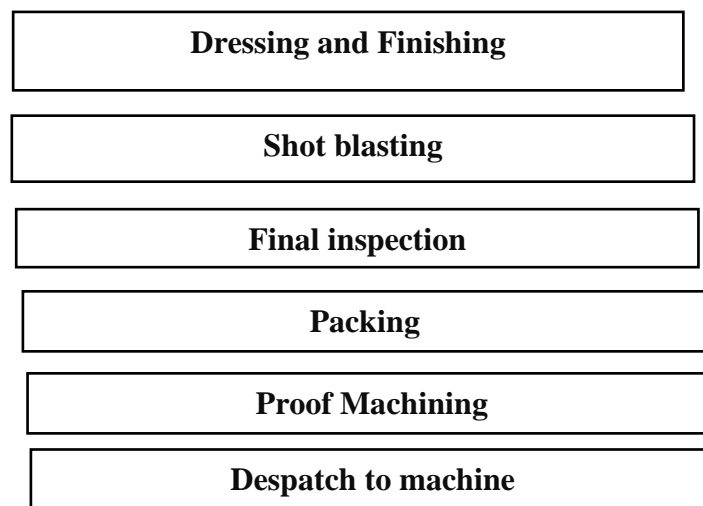 Dressing and Finishing
Shot blasting
Final inspection
Packing
Proof Machining
Despatch to machine